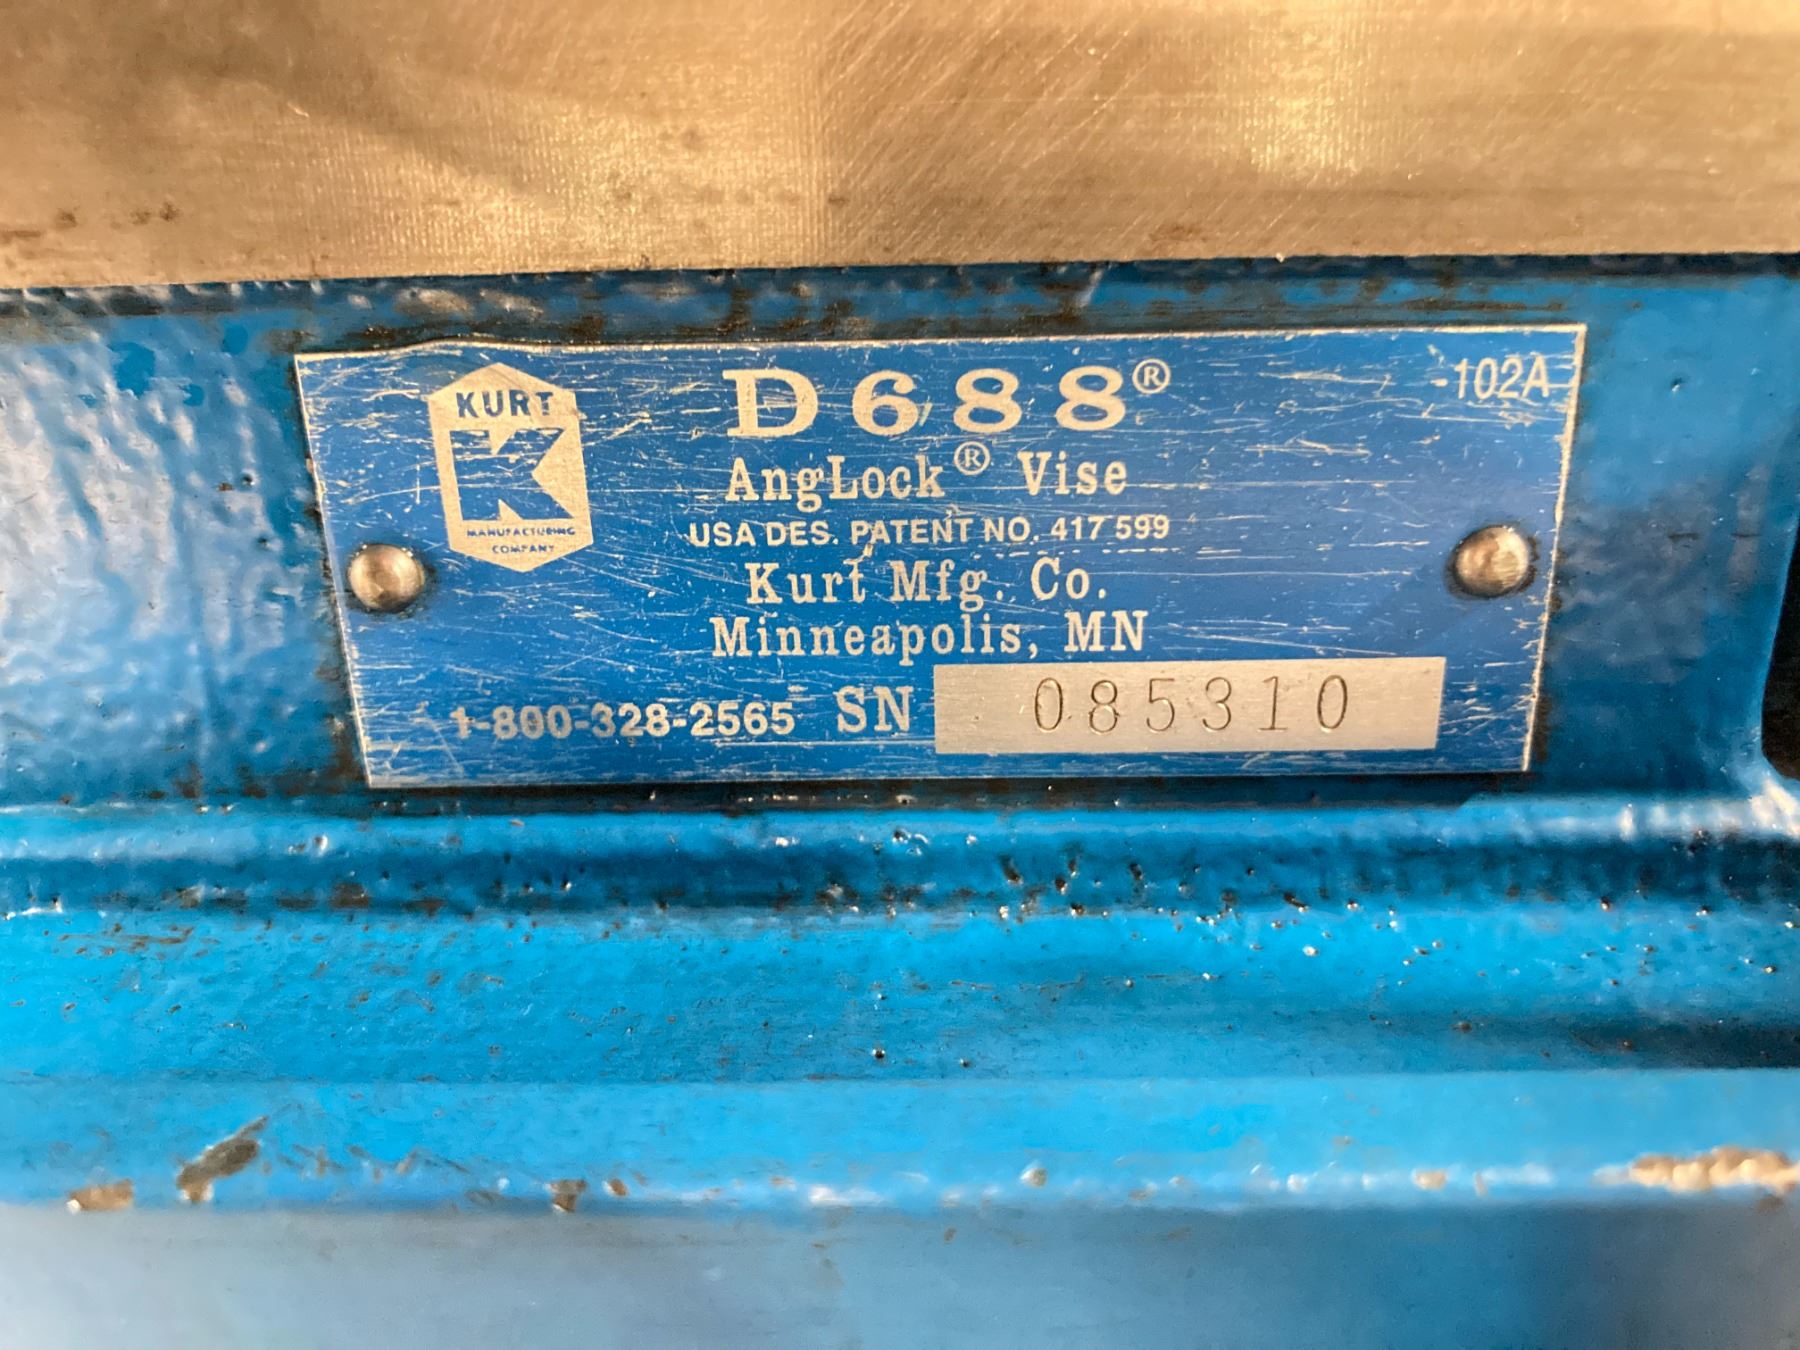 KURT
K
MANUFACTURING
COMPANY
D688®
-102A
AngLock® Vise
USA DES. PATENT NO. 417 599
Kurt Mfg. Co.
Minneapolis, MN
1-800-328-2565 SN 085310